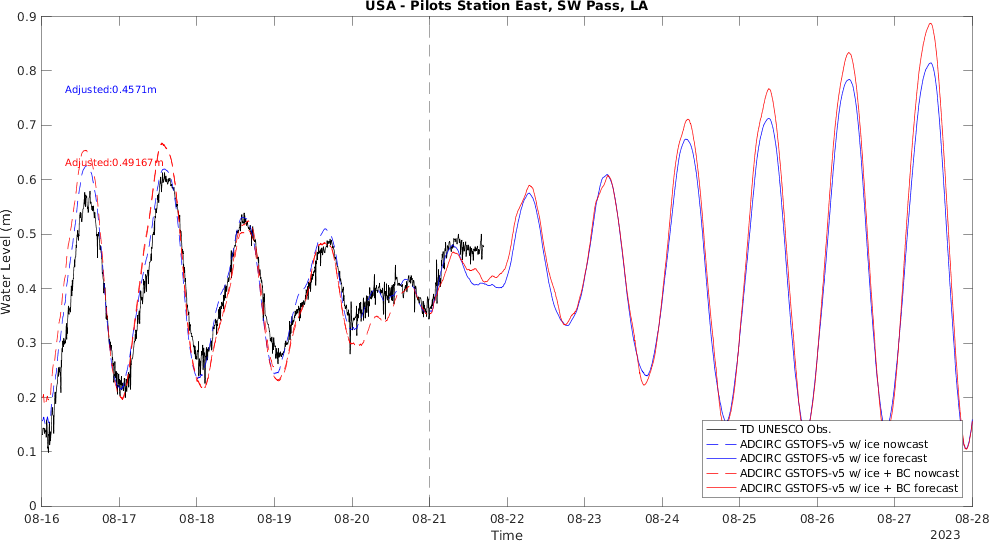 USA - Pilots Station East, SW Pass, LA
0.9
0.8
0.7
0.6
0.5
0.4
0.3
0.2
0.1
0
Water Level (m)
Adjusted:0.4571m
Adjusted:0.49167m
TD UNESCO Obs.
ADCIRC GSTOFS-v5 w/ ice nowcast
ADCIRC GSTOFS-v5 w/ ice forecast
ADCIRC GSTOFS-v5 w/ ice + BC nowcast
ADCIRC GSTOFS-v5 w/ ice + BC forecast
08-16 08-17 08-18 08-19 08-20 08-21 08-22 08-23 08-24 08-25 08-26 08-27 08-28
Time
2023